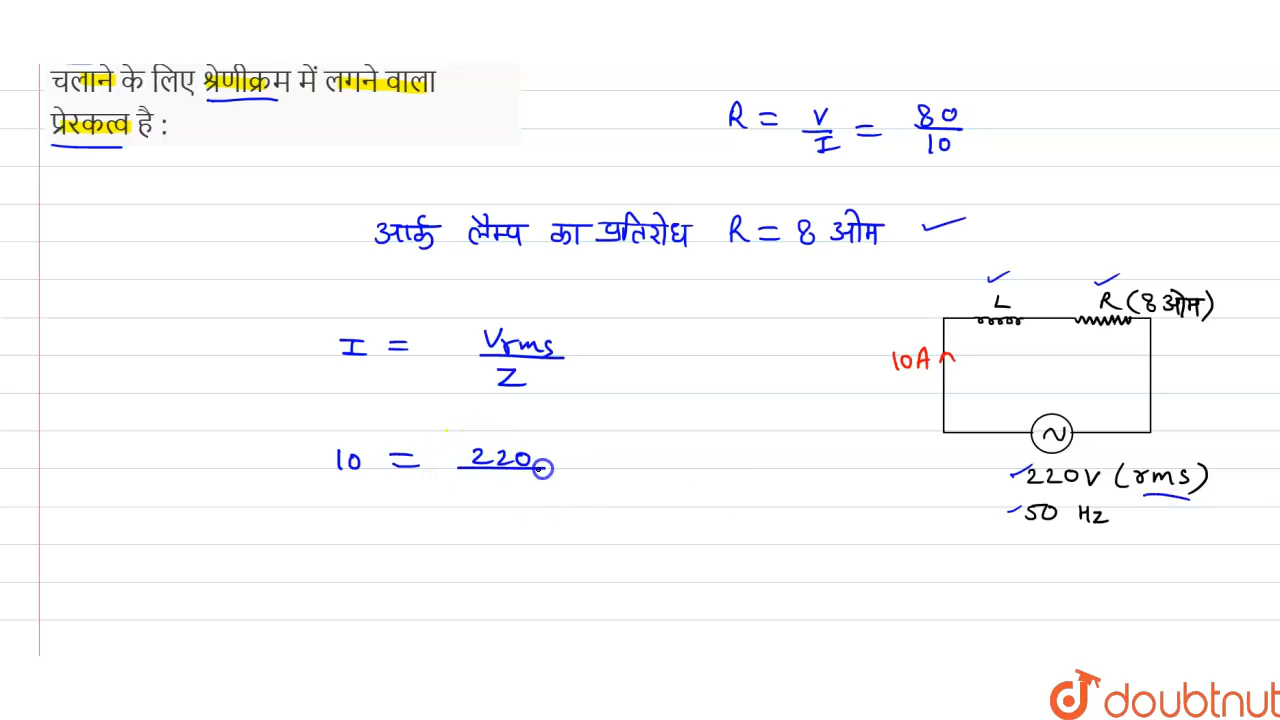 चलाने के लिए श्रेणीक्रम में लगने वाला
प्रेरकत्व है :
R = V/I = 80/10
आर्क लैम्प का प्रतिरोध R = 8 ओम
L R (8 ओम)
I = Vrms/Z
10A
10 = 220
220V (rms)
50 Hz
doubtnut